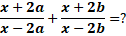 x + 2a / x − 2a + x + 2b / x − 2b = ?